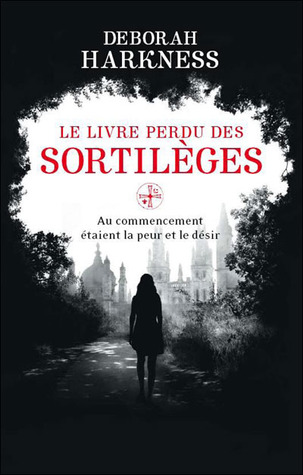 DEBORAH
HARKNESS
LE LIVRE PERDU DES
SORTILÈGES
Au commencement
étaient la peur et le désir